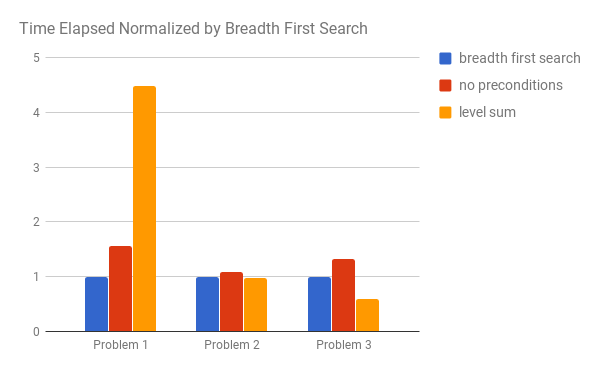 Time Elapsed Normalized by Breadth First Search
5
4
3
2
1
0
Problem 1
Problem 2
Problem 3
breadth first search
no preconditions
level sum